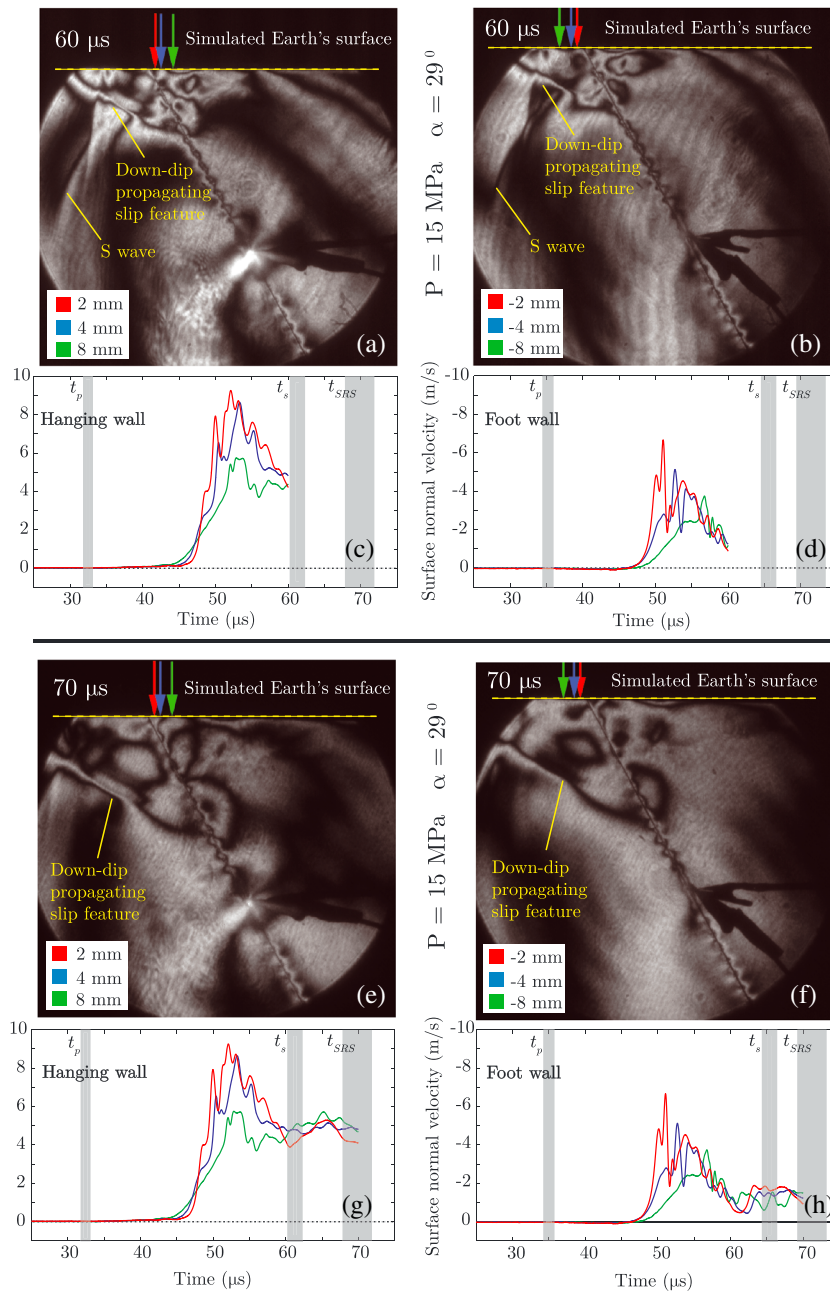 60 μs
Simulated Earth's surface
Down-dip
propagating
slip feature
S wave
2 mm
4 mm
8 mm
(a)
P = 15 MPa α = 29⁰
60 μs
Simulated Earth's surface
Down-dip
propagating
slip feature
S wave
-2 mm
-4 mm
-8 mm
(b)
10
8
6
4
2
0
t_p
t_s
t_SRS
Hanging wall
(c)
30 40 50 60 70
Time (μs)
Surface normal velocity (m/s)
-10
-8
-6
-4
-2
0
t_p
t_s
t_SRS
Foot wall
(d)
30 40 50 60 70
Time (μs)
70 μs
Simulated Earth's surface
Down-dip
propagating
slip feature
2 mm
4 mm
8 mm
(e)
P = 15 MPa α = 29⁰
70 μs
Simulated Earth's surface
Down-dip
propagating
slip feature
-2 mm
-4 mm
-8 mm
(f)
10
8
6
4
2
0
t_p
t_s
t_SRS
Hanging wall
(g)
30 40 50 60 70
Time (μs)
Surface normal velocity (m/s)
-10
-8
-6
-4
-2
0
t_p
t_s
t_SRS
Foot wall
(h)
30 40 50 60 70
Time (μs)